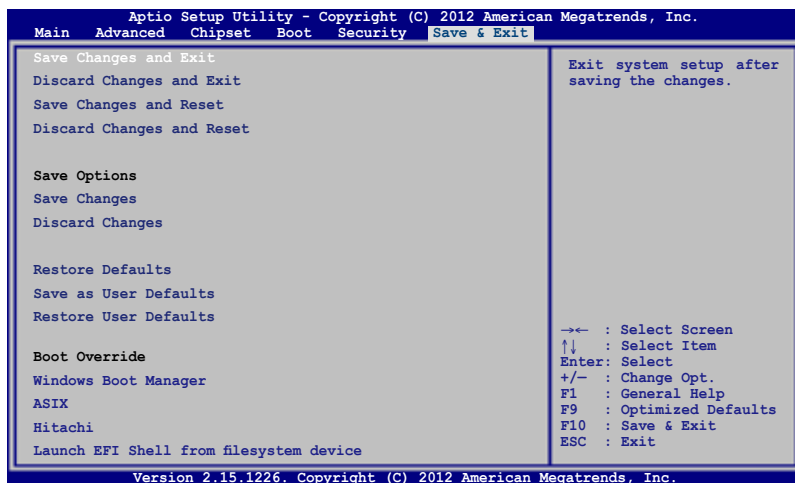 Aptio Setup Utility - Copyright (C) 2012 American Megatrends, Inc.
Main Advanced Chipset Boot Security Save & Exit
Save Changes and Exit
Discard Changes and Exit
Save Changes and Reset
Discard Changes and Reset
Save Options
Save Changes
Discard Changes
Restore Defaults
Save as User Defaults
Restore User Defaults
Boot Override
Windows Boot Manager
ASIX
Hitachi
Launch EFI Shell from filesystem device
Exit system setup after
saving the changes.
→← : Select Screen
↑↓ : Select Item
Enter: Select
+/— : Change Opt.
F1 : General Help
F9 : Optimized Defaults
F10 : Save & Exit
ESC : Exit
Version 2.15.1226. Copyright (C) 2012 American Megatrends, Inc.